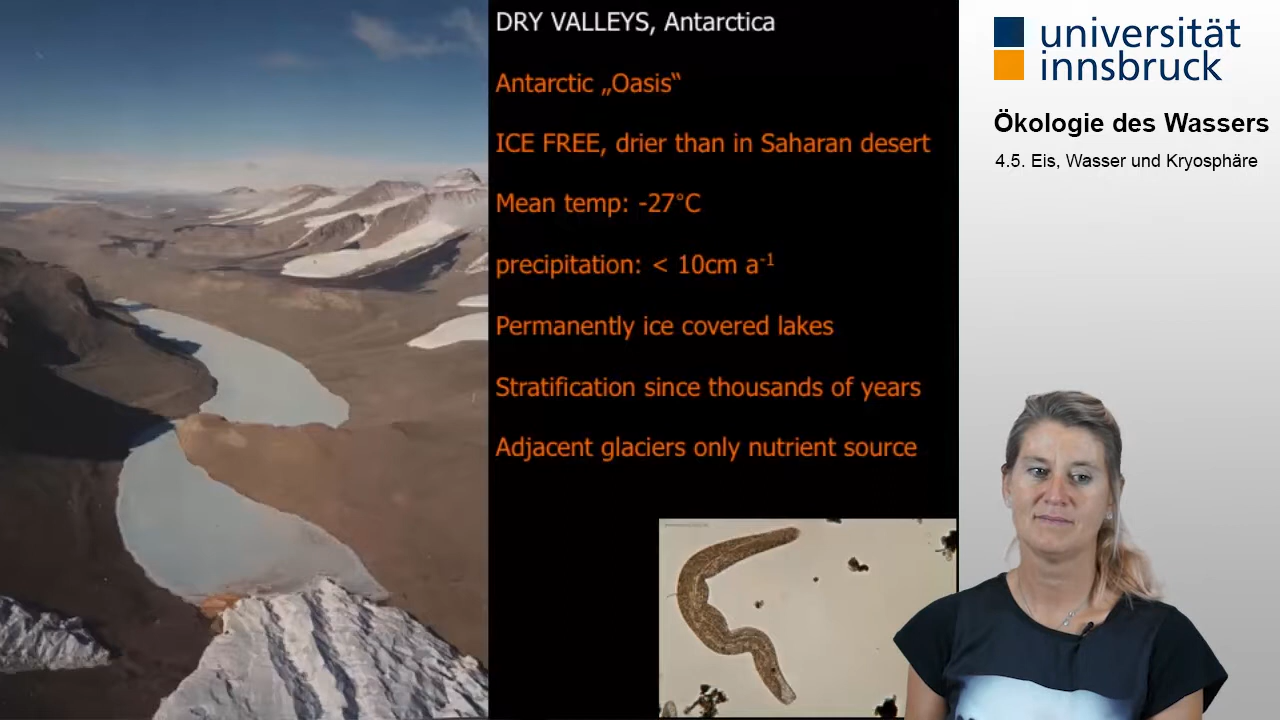 DRY VALLEYS, Antarctica
Antarctic „Oasis“
ICE FREE, drier than in Saharan desert
Mean temp: -27°C
precipitation: < 10cm a⁻¹
Permanently ice covered lakes
Stratification since thousands of years
Adjacent glaciers only nutrient source
universität
innsbruck
Ökologie des Wassers
4.5. Eis, Wasser und Kryosphäre